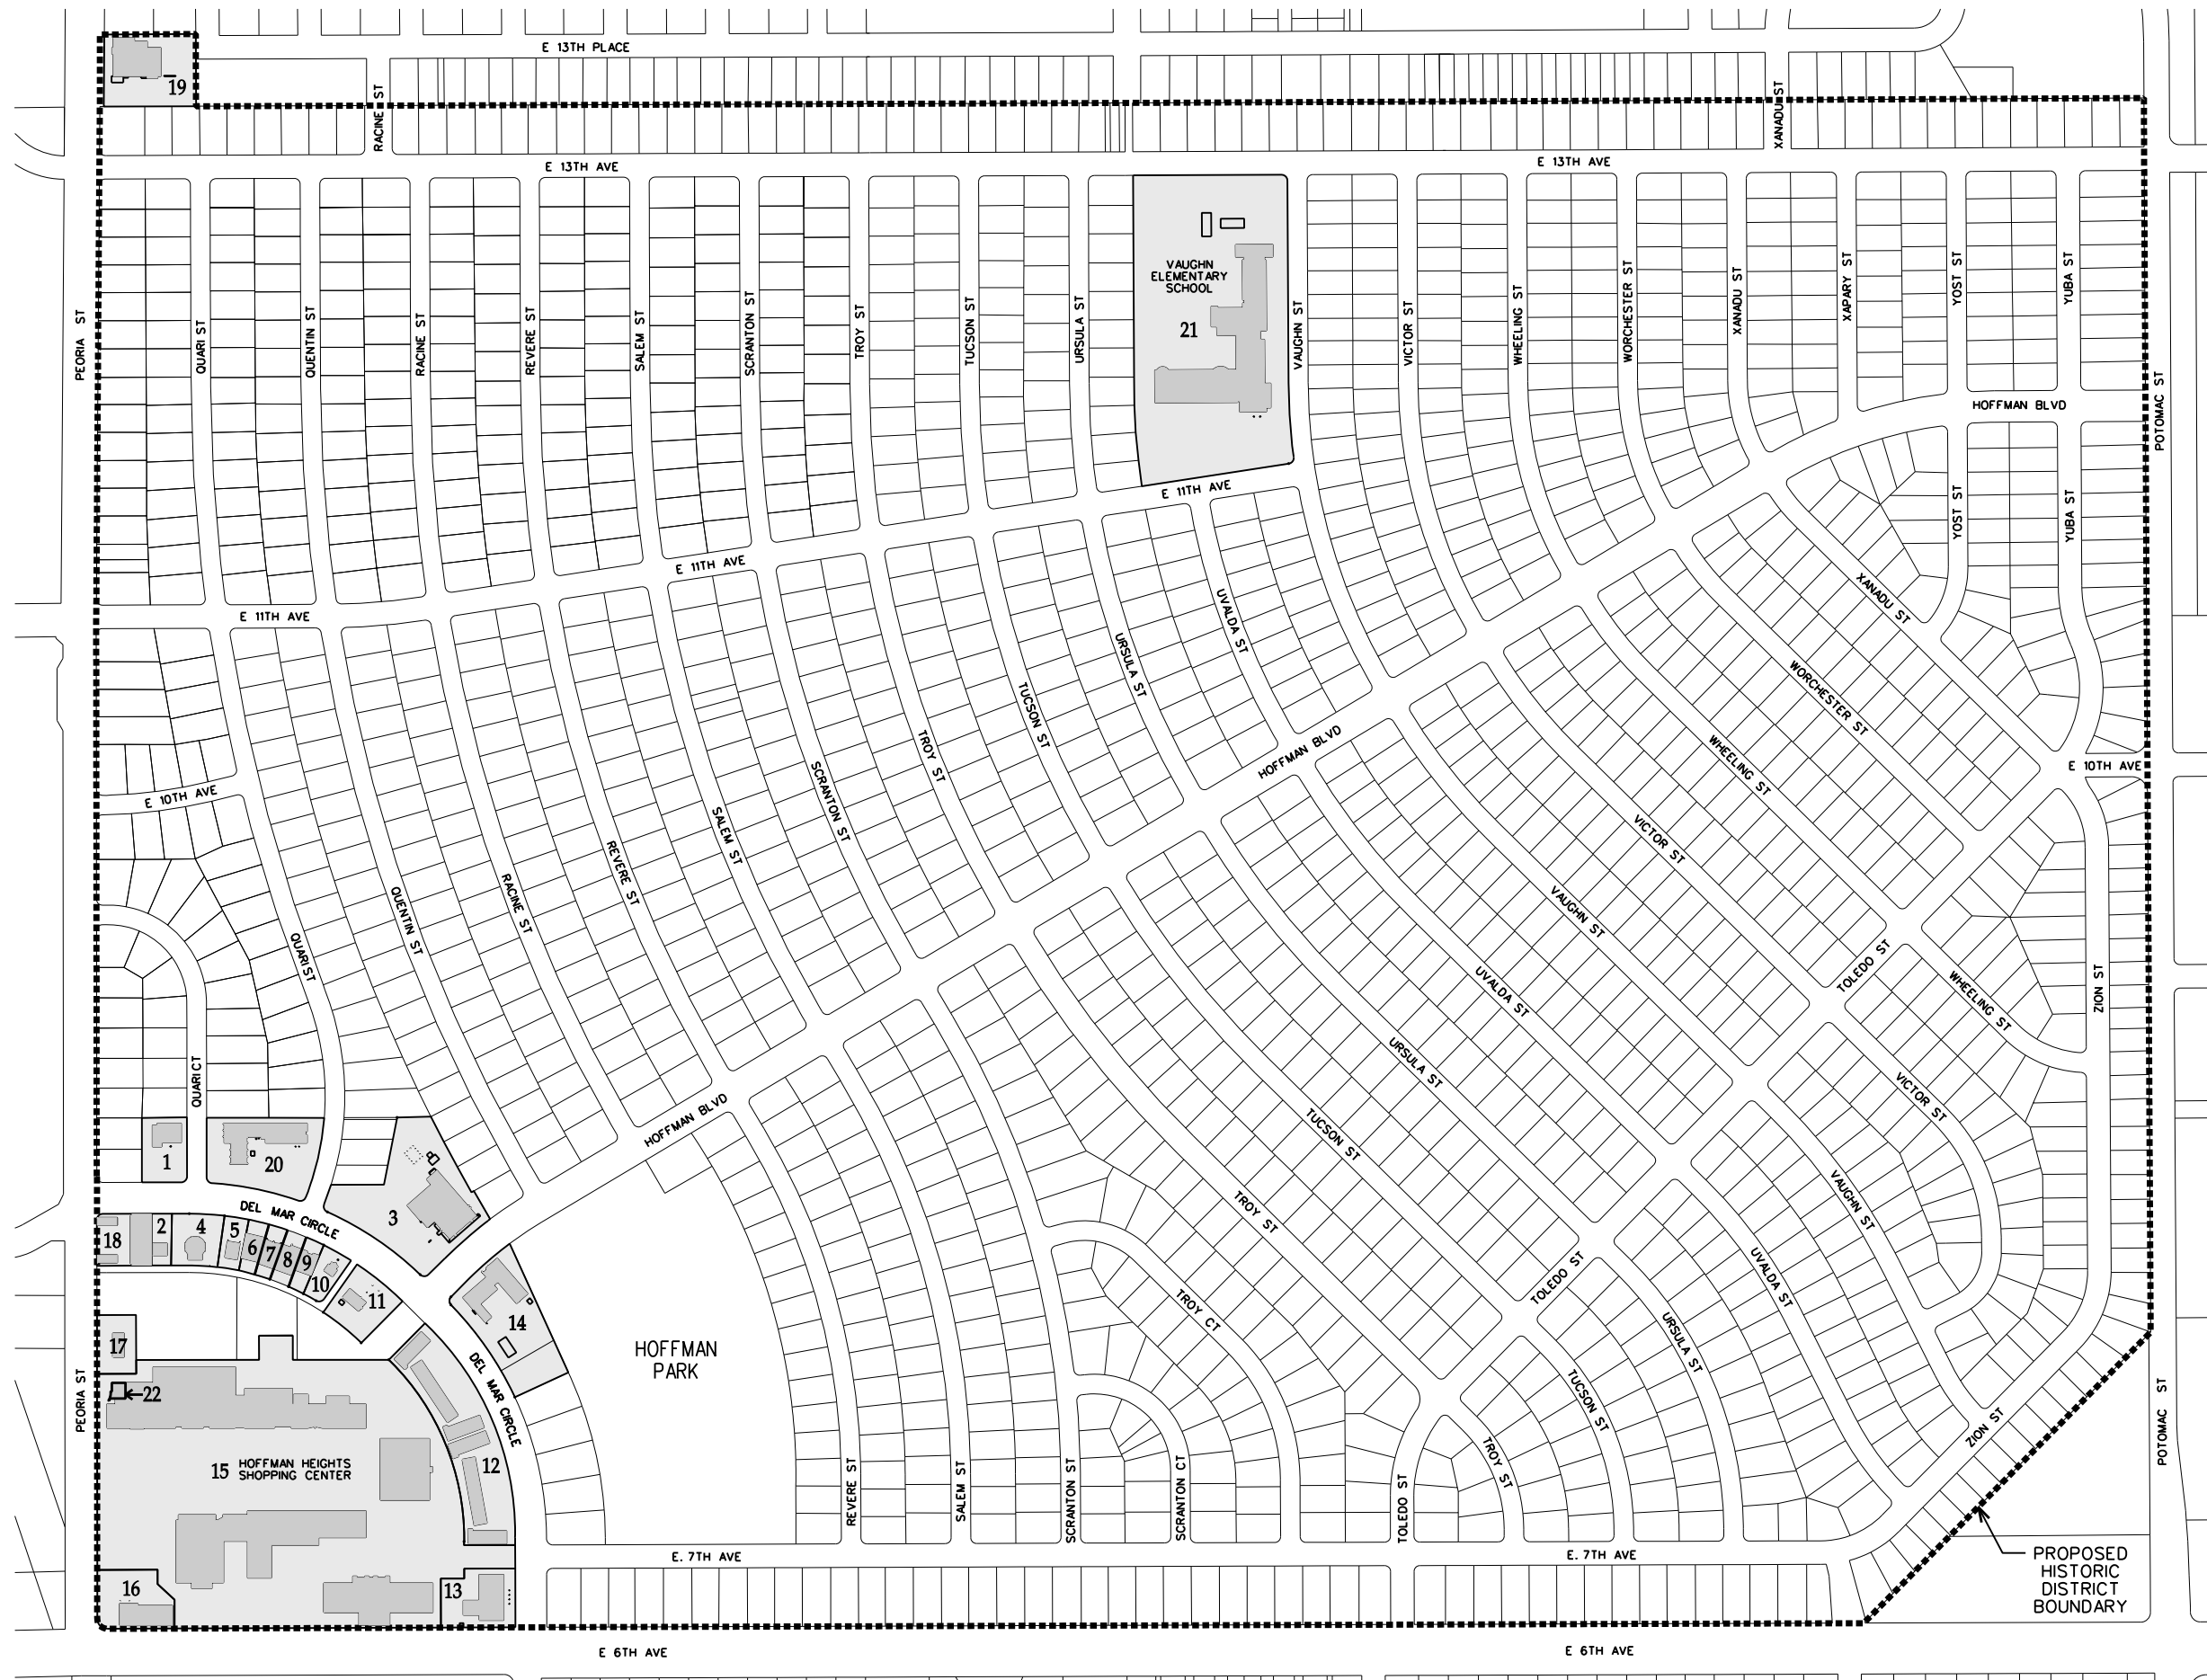 E 13TH PLACE
19
RACINE ST
XANADU ST
E 13TH AVE
E 13TH AVE
PEORIA ST
QUARI ST
QUENTIN ST
RACINE ST
REVERE ST
SALEM ST
SCRANTON ST
TROY ST
TUCSON ST
URSULA ST
VAUGHN
ELEMENTARY
SCHOOL
21
VAUGHN ST
VICTOR ST
WHEELING ST
WORCHESTER ST
XANADU ST
XAPARY ST
YOST ST
YUBA ST
HOFFMAN BLVD
POTOMAC ST
E 11TH AVE
E 11TH AVE
E 11TH AVE
YOST ST
YUBA ST
XANADU ST
UVALDA ST
URSULA ST
TUCSON ST
TROY ST
SCRANTON ST
SALEM ST
REVERE ST
RACINE ST
QUENTIN ST
QUARI ST
HOFFMAN BLVD
WORCHESTER ST
WHEELING ST
VICTOR ST
VAUGHN ST
UVALDA ST
URSULA ST
TUCSON ST
TROY ST
E 10TH AVE
E 10TH AVE
TOLEDO ST
WHEELING ST
ZION ST
VICTOR ST
VAUGHN ST
UVALDA ST
URSULA ST
TUCSON ST
TROY ST
TOLEDO ST
QUARI CT
HOFFMAN BLVD
1
20
3
DEL MAR CIRCLE
18
2
4
5
6
7
8
9
10
11
14
17
22
HOFFMAN
PARK
DEL MAR CIRCLE
TROY CT
PEORIA ST
15
HOFFMAN HEIGHTS
SHOPPING CENTER
12
REVERE ST
SALEM ST
SCRANTON ST
SCRANTON CT
TOLEDO ST
ZION ST
POTOMAC ST
E. 7TH AVE
E. 7TH AVE
16
13
PROPOSED
HISTORIC
DISTRICT
BOUNDARY
E 6TH AVE
E 6TH AVE